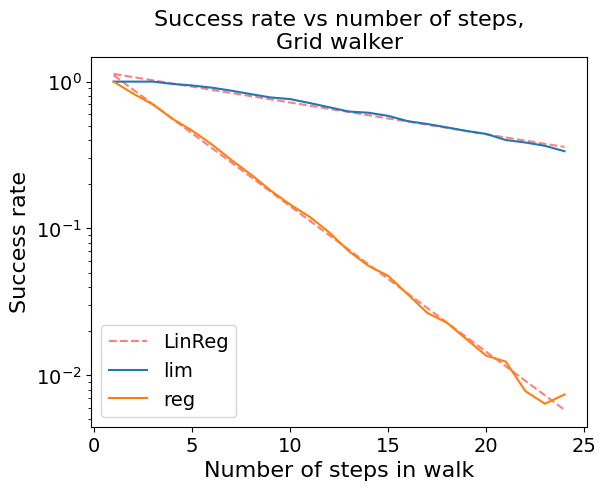 Success rate vs number of steps,
Grid walker
Success rate
10^0
10^-1
10^-2
LinReg
lim
reg
0 5 10 15 20 25
Number of steps in walk